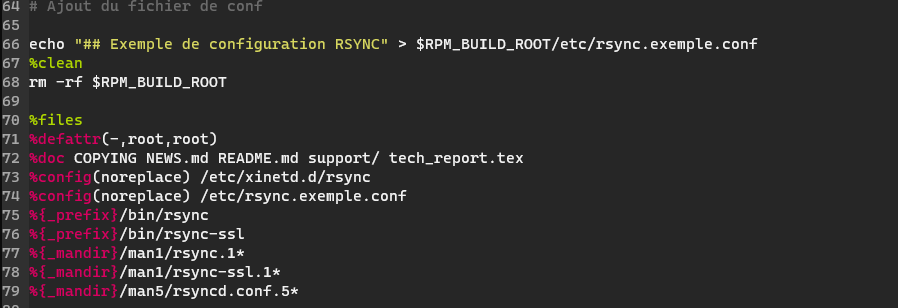 64 # Ajout du fichier de conf
65
66 echo "## Exemple de configuration RSYNC" > $RPM_BUILD_ROOT/etc/rsync.exemple.conf
67 %clean
68 rm -rf $RPM_BUILD_ROOT
69
70 %files
71 %defattr(-,root,root)
72 %doc COPYING NEWS.md README.md support/ tech_report.tex
73 %config(noreplace) /etc/xinetd.d/rsync
74 %config(noreplace) /etc/rsync.exemple.conf
75 %{_prefix}/bin/rsync
76 %{_prefix}/bin/rsync-ssl
77 %{_mandir}/man1/rsync.1*
78 %{_mandir}/man1/rsync-ssl.1*
79 %{_mandir}/man5/rsyncd.conf.5*